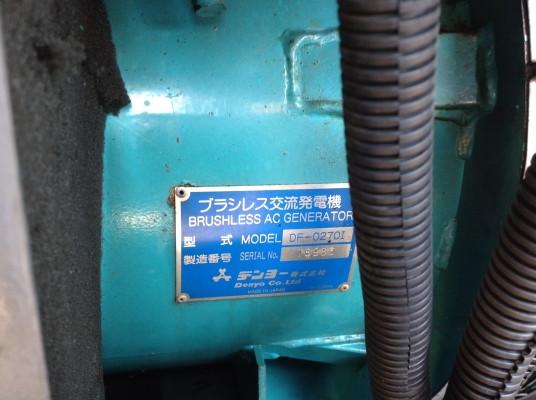 ブラシレス交流発電機
BRUSHLESS AC GENERATOR
型 式 MODEL DF-0270I
製造番号 SERIAL No.
デンヨー株式会社
Denyo Co.Ltd.
MADE IN JAPAN